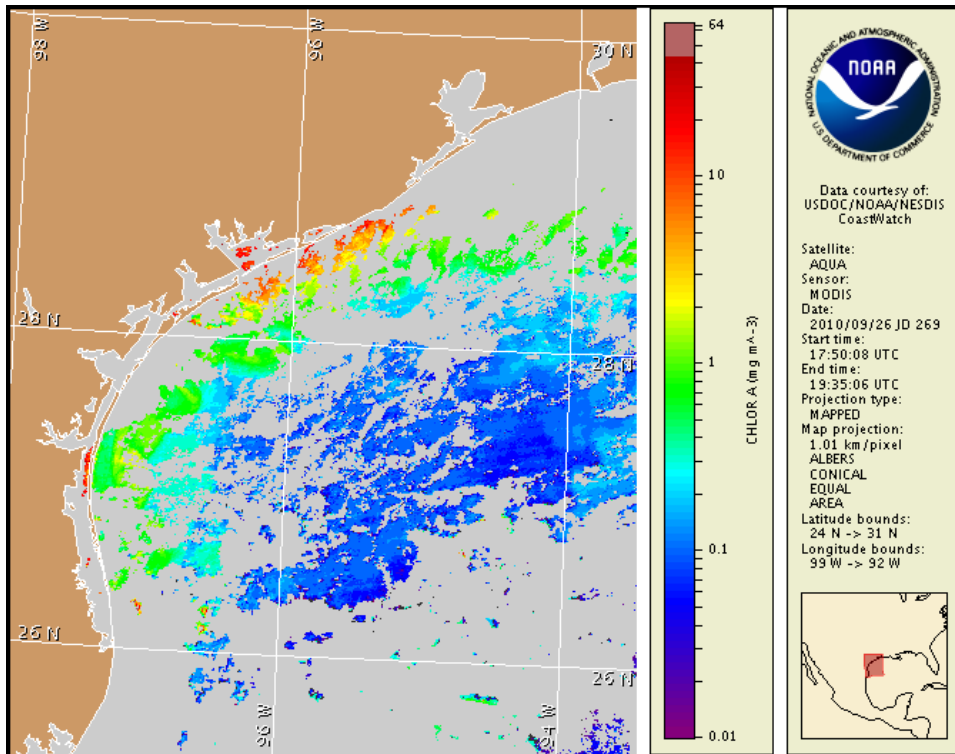 98 W
96 W
30 N
28 N
28 N
26 N
26 N
96 W
94 W
64
10
1
0.1
0.01
CHLOR A (mg m^-3)
NATIONAL OCEANIC AND ATMOSPHERIC ADMINISTRATION
NOAA
U.S. DEPARTMENT OF COMMERCE
Data courtesy of:
USDOC/NOAA/NESDIS
CoastWatch
Satellite:
AQUA
Sensor:
MODIS
Date:
2010/09/26 JD 269
Start time:
17:50:08 UTC
End time:
19:35:06 UTC
Projection type:
MAPPED
Map projection:
1.01 km/pixel
ALBERS
CONICAL
EQUAL
AREA
Latitude bounds:
24 N -> 31 N
Longitude bounds:
99 W -> 92 W